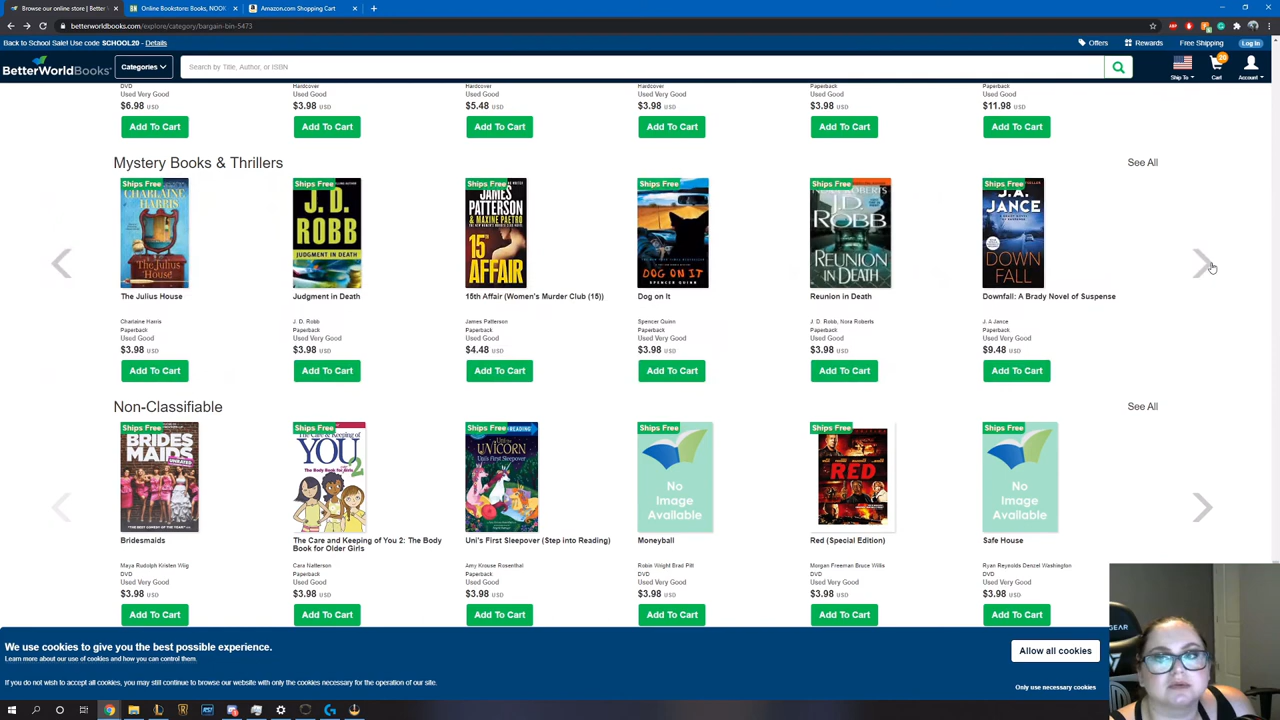 Browse our online store | Better
Online Bookstore: Books, NOOK
Amazon.com Shopping Cart
betterworldbooks.com/explore/category/bargain-bin-5473
Back to School Sale! Use code SCHOOL20 - Details
Offers Rewards Free Shipping Log In
BetterWorldBooks Categories Search by Title, Author, or ISBN Ship To 20 Cart Account
DVD Hardcover Hardcover Paperback Paperback
Used Very Good Used Good Used Good Used Very Good Used Very Good
$6.98 USD $3.98 USD $5.48 USD $3.98 USD $11.98 USD
Add To Cart Add To Cart Add To Cart Add To Cart Add To Cart Add To Cart
Mystery Books & Thrillers See All
Ships Free Ships Free Ships Free Ships Free Ships Free Ships Free
CHARLAINE HARRIS The Julius House
J. D. ROBB JUDGMENT IN DEATH
JAMES PATTERSON & MAXINE PAETRO 15TH AFFAIR
DOG ON IT SPENCER QUINN
J.D. ROBB REUNION IN DEATH
J.A. JANCE DOWN FALL
The Julius House Judgment in Death 15th Affair (Women's Murder Club (15)) Dog on It Reunion in Death Downfall: A Brady Novel of Suspense
Charlaine Harris J. D. Robb James Patterson Spencer Quinn J. D. Robb, Nora Roberts J. A Jance
Paperback Paperback Paperback Paperback Paperback Paperback
Used Good Used Very Good Used Good Used Very Good Used Good Used Very Good
$3.98 USD $3.98 USD $4.48 USD $3.98 USD $3.98 USD $9.48 USD
Add To Cart Add To Cart Add To Cart Add To Cart Add To Cart Add To Cart
Non-Classifiable See All
Ships Free Ships Free Ships Free Ships Free Ships Free Ships Free
BRIDES MAIDS UNRATED
The Care & Keeping of YOU 2 The Body Book for Older Girls
UNICORN Uni's First Sleepover
No Image Available
RED
No Image Available
Bridesmaids The Care and Keeping of You 2: The Body Book for Older Girls Uni's First Sleepover (Step into Reading) Moneyball Red (Special Edition) Safe House
Maya Rudolph Kristen Wiig Cara Natterson Amy Krouse Rosenthal Robin Wright Brad Pitt Morgan Freeman Bruce Willis Ryan Reynolds Denzel Washington
DVD Paperback Paperback DVD DVD DVD
Used Very Good Used Good Used Good Used Very Good Used Very Good Used Very Good
$3.98 USD $3.98 USD $3.98 USD $3.98 USD $3.98 USD $3.98 USD
Add To Cart Add To Cart Add To Cart Add To Cart Add To Cart Add To Cart
We use cookies to give you the best possible experience.
Learn more about our use of cookies and how you can control them.
If you do not wish to accept all cookies, you may still continue to browse our website with only the cookies necessary for the operation of our site.
Allow all cookies
Only use necessary cookies
GEAR